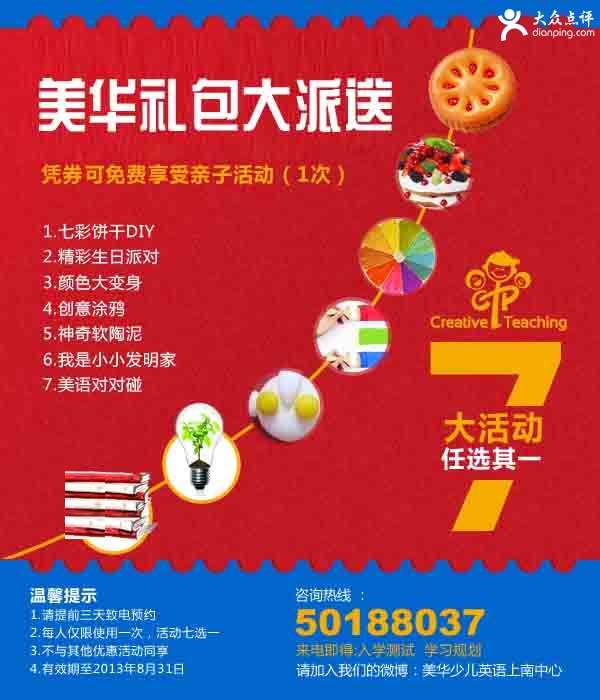 大众点评
dianping.com
美华礼包大派送
凭券可免费享受亲子活动（1次）
1.七彩饼干DIY
2.精彩生日派对
3.颜色大变身
4.创意涂鸦
5.神奇软陶泥
6.我是小小发明家
7.美语对对碰
Creative Teaching
7
大活动
任选其一
温馨提示
1.请提前三天致电预约
2.每人仅限使用一次，活动七选一
3.不与其他优惠活动同享
4.有效期至2013年8月31日
咨询热线：
50188037
来电即得:入学测试 学习规划
请加入我们的微博：美华少儿英语上南中心